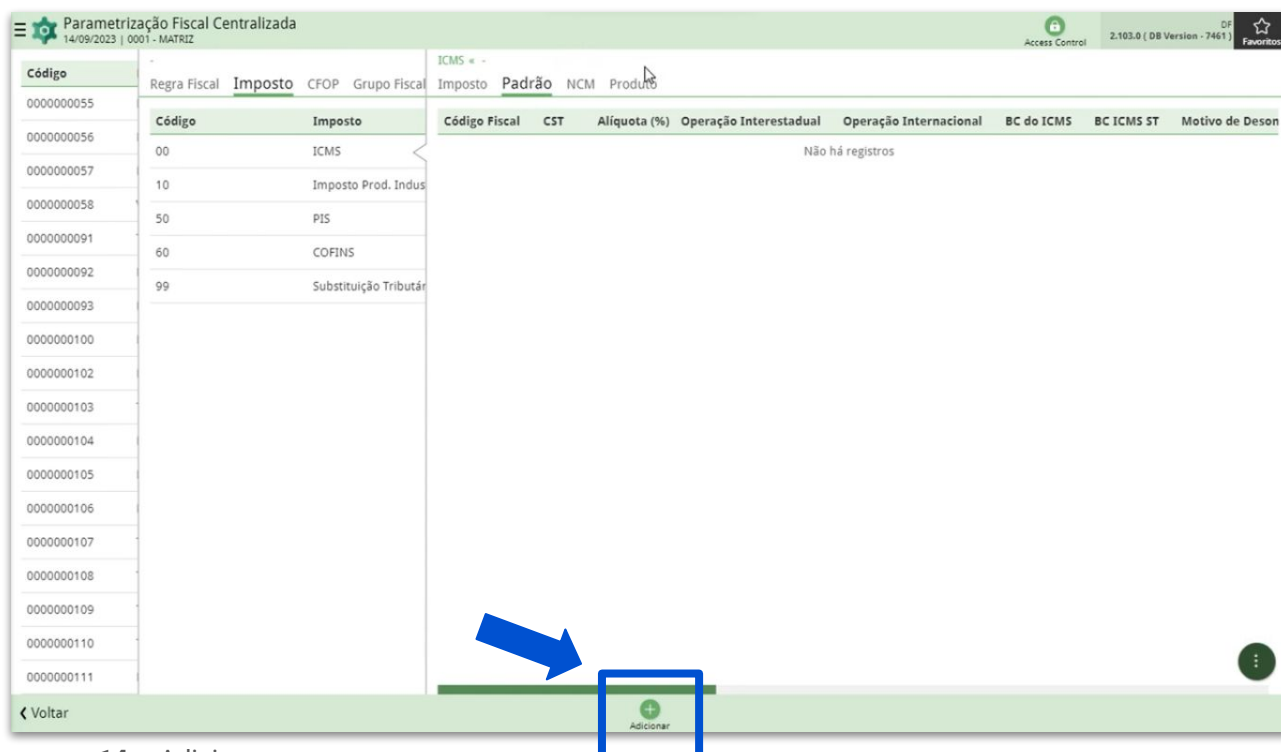 Parametrização Fiscal Centralizada
14/09/2023 | 0001 - MATRIZ
Access Control
DF
2.103.0 ( DB Version - 7461 )
Favoritos
Código
0000000055
0000000056
0000000057
0000000058
0000000091
0000000092
0000000093
0000000100
0000000102
0000000103
0000000104
0000000105
0000000106
0000000107
0000000108
0000000109
0000000110
0000000111
-
Regra Fiscal Imposto CFOP Grupo Fiscal
Código Imposto
00 ICMS
10 Imposto Prod. Indus
50 PIS
60 COFINS
99 Substituição Tributár
ICMS « -
Imposto Padrão NCM Produto
Código Fiscal CST Alíquota (%) Operação Interestadual Operação Internacional BC do ICMS BC ICMS ST Motivo de Deson
Não há registros
Voltar
Adicionar